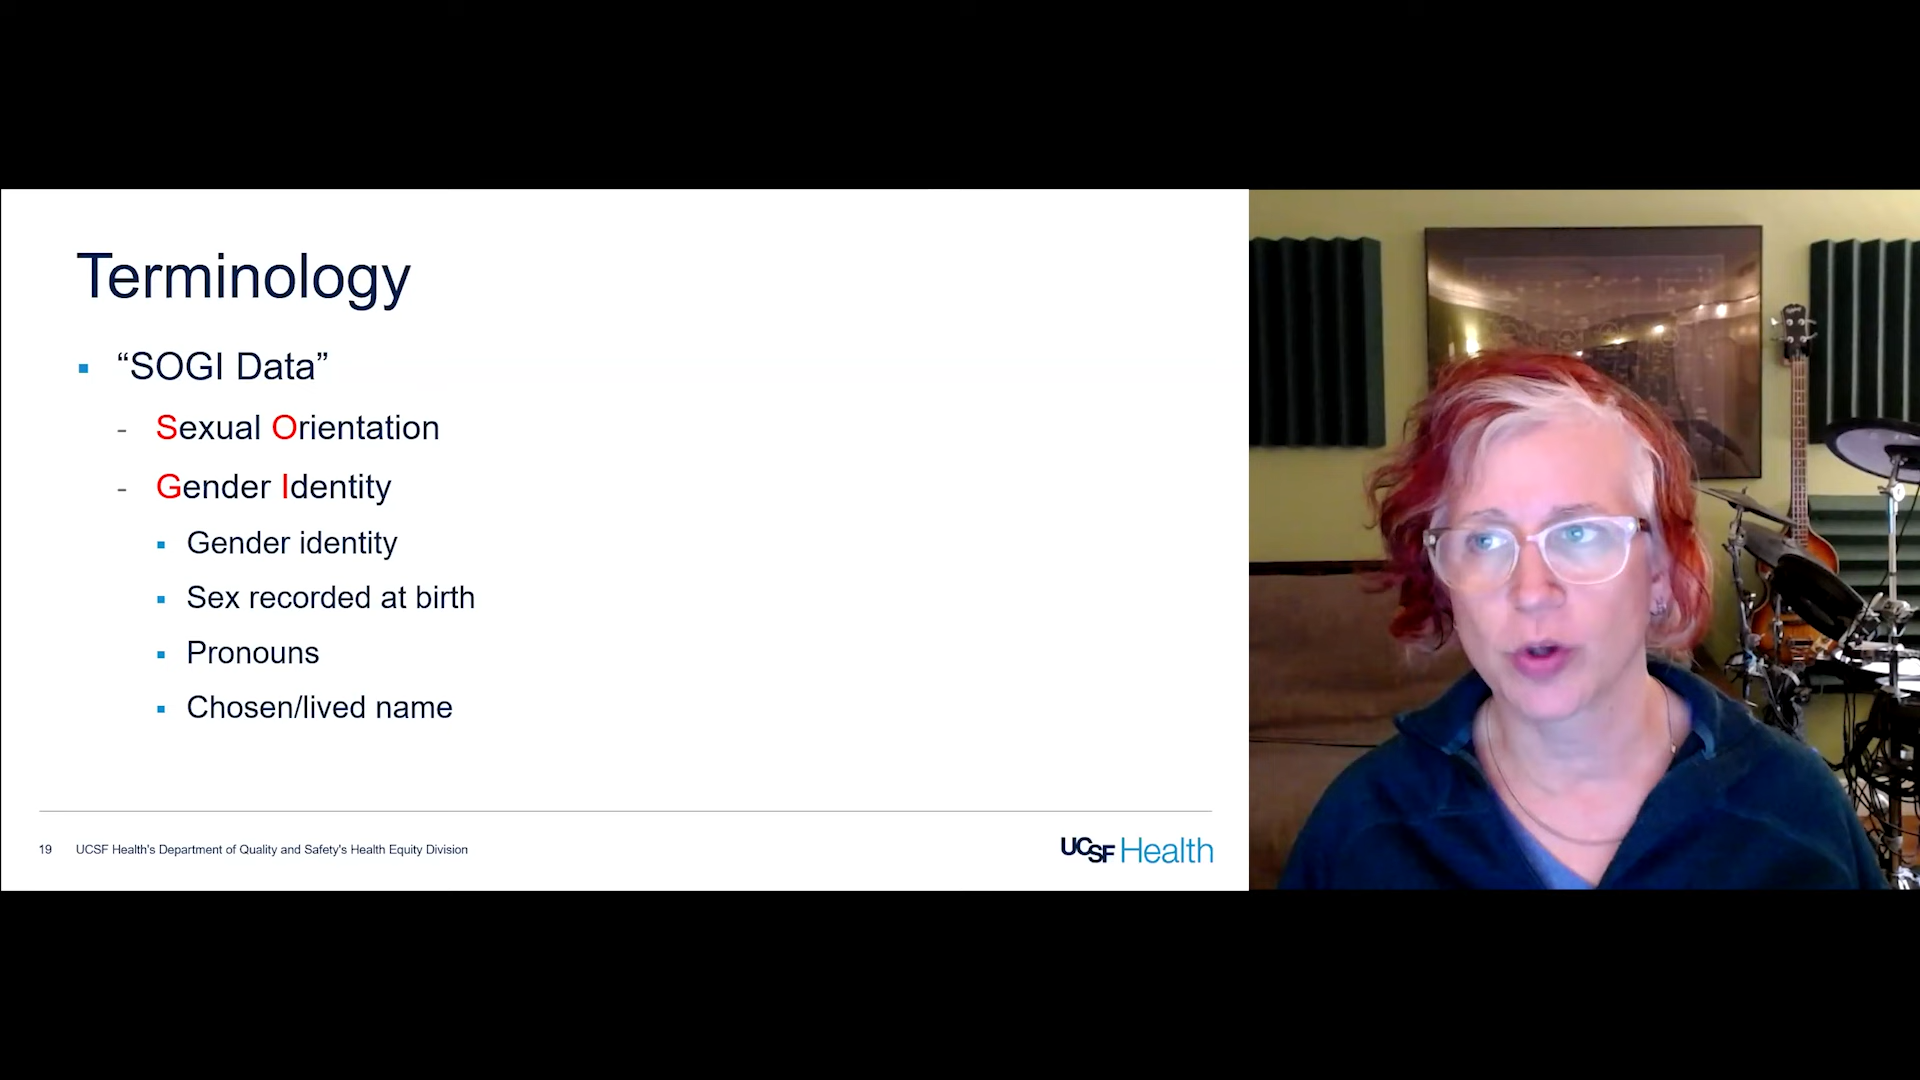 Terminology
▪ “SOGI Data”
- Sexual Orientation
- Gender Identity
▪ Gender identity
▪ Sex recorded at birth
▪ Pronouns
▪ Chosen/lived name
19 UCSF Health's Department of Quality and Safety's Health Equity Division
UCSF Health